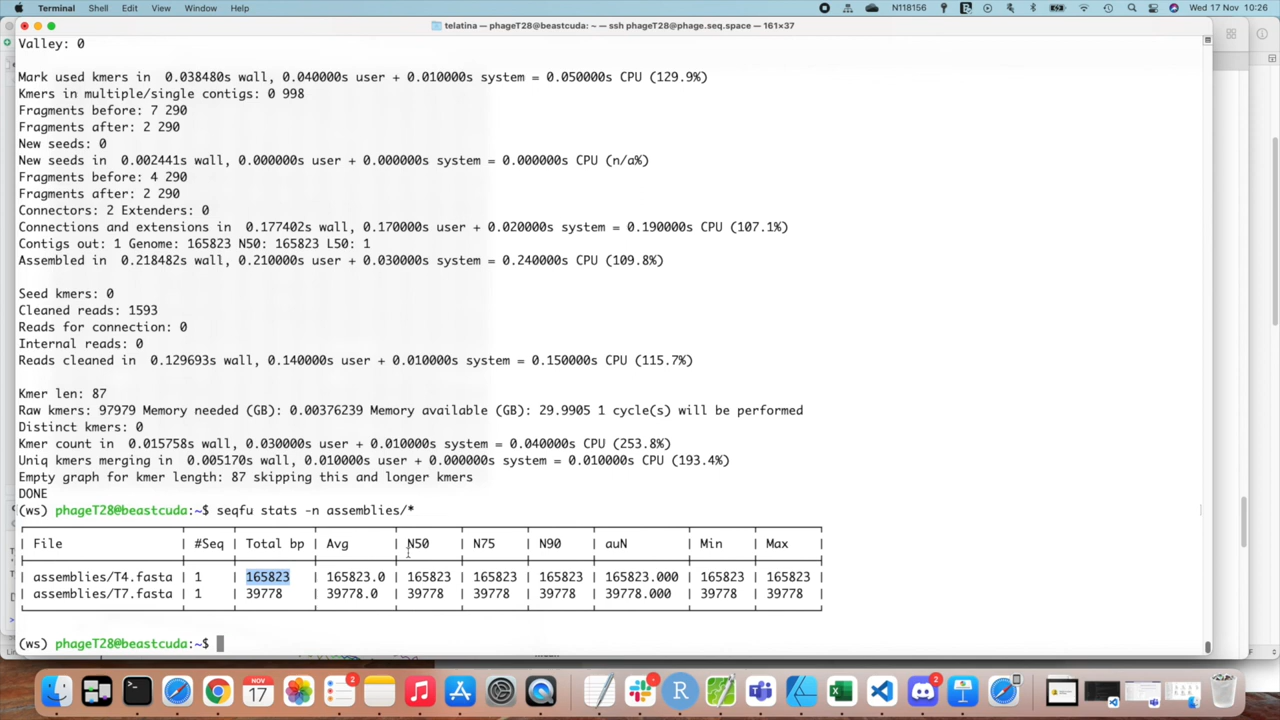 Terminal Shell Edit View Window Help N118156 Wed 17 Nov 10:26
telatina — phageT28@beastcuda: ~ — ssh phageT28@phage.seq.space — 161×37
Valley: 0
Mark used kmers in 0.038480s wall, 0.040000s user + 0.010000s system = 0.050000s CPU (129.9%)
Kmers in multiple/single contigs: 0 998
Fragments before: 7 290
Fragments after: 2 290
New seeds: 0
New seeds in 0.002441s wall, 0.000000s user + 0.000000s system = 0.000000s CPU (n/a%)
Fragments before: 4 290
Fragments after: 2 290
Connectors: 2 Extenders: 0
Connections and extensions in 0.177402s wall, 0.170000s user + 0.020000s system = 0.190000s CPU (107.1%)
Contigs out: 1 Genome: 165823 N50: 165823 L50: 1
Assembled in 0.218482s wall, 0.210000s user + 0.030000s system = 0.240000s CPU (109.8%)
Seed kmers: 0
Cleaned reads: 1593
Reads for connection: 0
Internal reads: 0
Reads cleaned in 0.129693s wall, 0.140000s user + 0.010000s system = 0.150000s CPU (115.7%)
Kmer len: 87
Raw kmers: 97979 Memory needed (GB): 0.00376239 Memory available (GB): 29.9905 1 cycle(s) will be performed
Distinct kmers: 0
Kmer count in 0.015758s wall, 0.030000s user + 0.010000s system = 0.040000s CPU (253.8%)
Uniq kmers merging in 0.005170s wall, 0.010000s user + 0.000000s system = 0.010000s CPU (193.4%)
Empty graph for kmer length: 87 skipping this and longer kmers
DONE
(ws) phageT28@beastcuda:~$ seqfu stats -n assemblies/*
File | #Seq | Total bp | Avg | N50 | N75 | N90 | auN | Min | Max
assemblies/T4.fasta | 1 | 165823 | 165823.0 | 165823 | 165823 | 165823 | 165823.000 | 165823 | 165823
assemblies/T7.fasta | 1 | 39778 | 39778.0 | 39778 | 39778 | 39778 | 39778.000 | 39778 | 39778
(ws) phageT28@beastcuda:~$
NOV
17
2
2